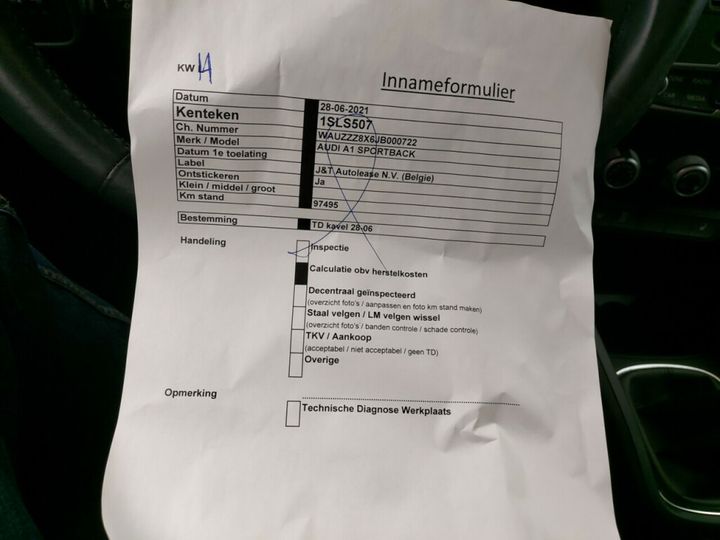 KW 14
Innameformulier
Datum 28-06-2021
Kenteken 1SLS507
Ch. Nummer WAUZZZ8X6JB000722
Merk / Model AUDI A1 SPORTBACK
Datum 1e toelating
Label J&T Autolease N.V. (Belgie)
Ontstickeren Ja
Klein / middel / groot
Km stand 97495
Bestemming TD kavel 28-06
Handeling Inspectie
Calculatie obv herstelkosten
Decentraal geïnspecteerd
(overzicht foto's / aanpassen en foto km stand maken)
Staal velgen / LM velgen wissel
(overzicht foto's / banden controle / schade controle)
TKV / Aankoop
(acceptabel / niet acceptabel / geen TD)
Overige
Opmerking
Technische Diagnose Werkplaats